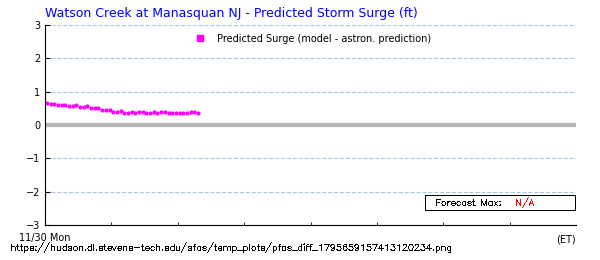 Watson Creek at Manasquan NJ - Predicted Storm Surge (ft)
3
Predicted Surge (model - astron. prediction)
2
1
0
−1
−2
Forecast Max: N/A
−3
11/30 Mon
(ET)
https://hudson.dl.stevens-tech.edu/sfas/temp_plots/pfas_diff_1795659157413120234.png